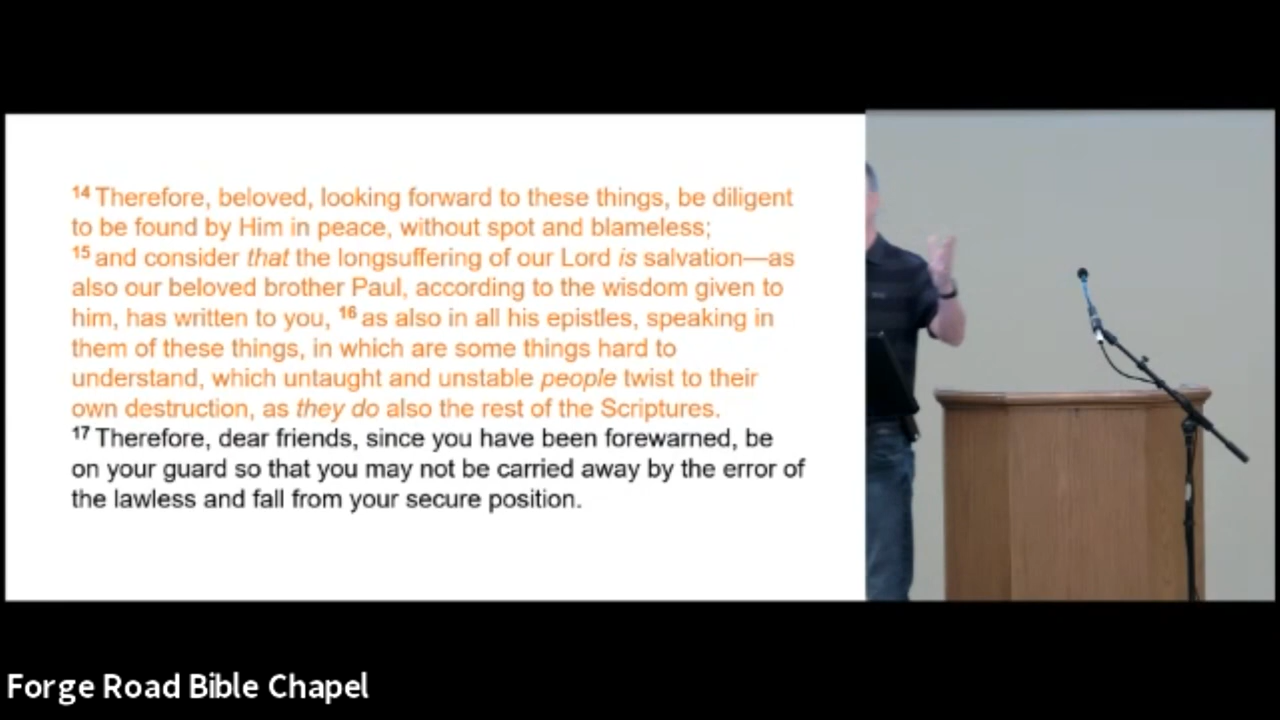 14 Therefore, beloved, looking forward to these things, be diligent
to be found by Him in peace, without spot and blameless;
15 and consider that the longsuffering of our Lord is salvation—as
also our beloved brother Paul, according to the wisdom given to
him, has written to you, 16 as also in all his epistles, speaking in
them of these things, in which are some things hard to
understand, which untaught and unstable people twist to their
own destruction, as they do also the rest of the Scriptures.
17 Therefore, dear friends, since you have been forewarned, be
on your guard so that you may not be carried away by the error of
the lawless and fall from your secure position.
Forge Road Bible Chapel